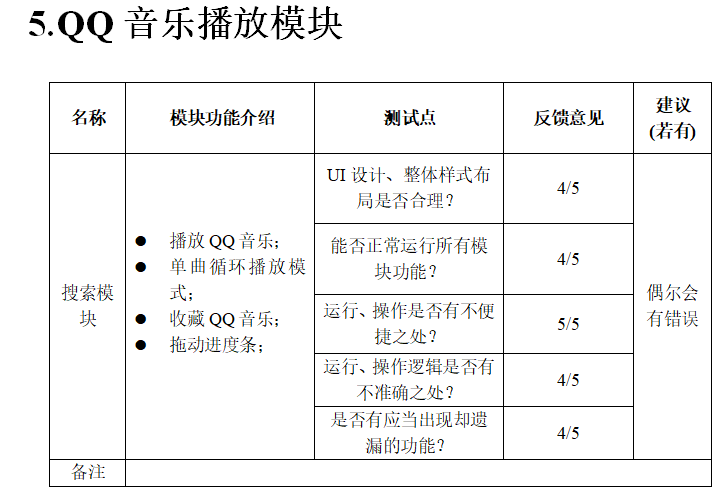 5.QQ 音乐播放模块
名称
模块功能介绍
测试点
反馈意见
建议
(若有)
搜索模
块
● 播放 QQ 音乐；
● 单曲循环播放模
式；
● 收藏 QQ 音乐；
● 拖动进度条；
UI 设计、整体样式布
局是否合理？
4/5
能否正常运行所有模
块功能？
4/5
运行、操作是否有不便
捷之处？
5/5
运行、操作逻辑是否有
不准确之处？
4/5
是否有应当出现却遗
漏的功能？
4/5
偶尔会
有错误
备注